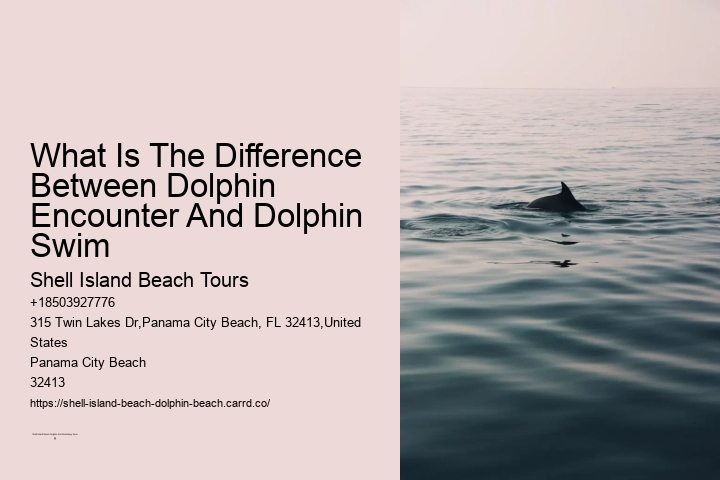 What Is The Difference
Between Dolphin
Encounter And Dolphin
Swim
Shell Island Beach Tours
+18503927776
315 Twin Lakes Dr,Panama City Beach, FL 32413,United
States
Panama City Beach
32413
https://shell-island-beach-dolphin-beach.carrd.co/